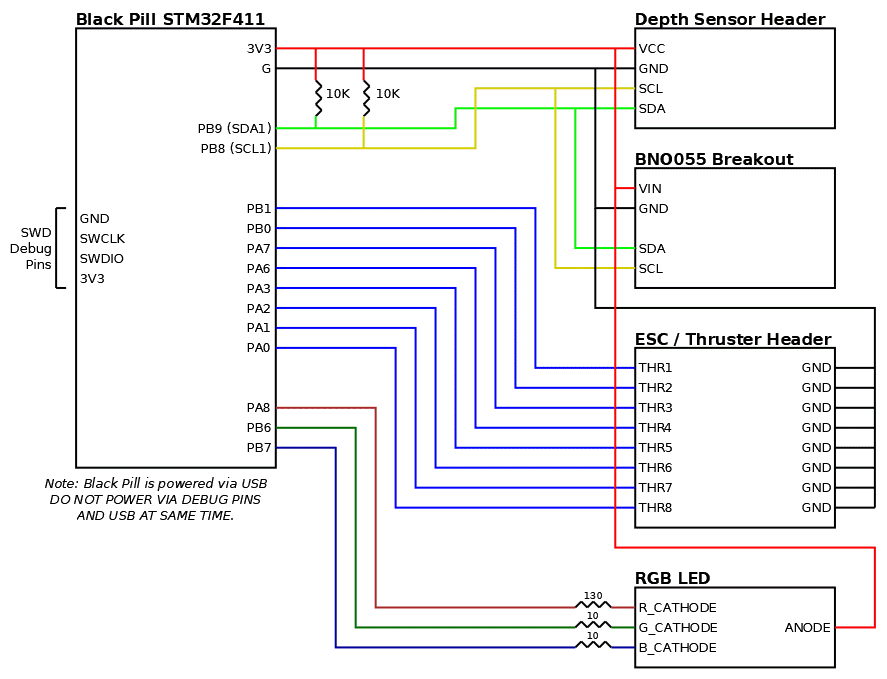 Black Pill STM32F411
3V3
G
10K
10K
PB9 (SDA1)
PB8 (SCL1)
PB1
PB0
PA7
PA6
PA3
PA2
PA1
PA0
PA8
PB6
PB7
SWD
Debug
Pins
GND
SWCLK
SWDIO
3V3
Note: Black Pill is powered via USB
DO NOT POWER VIA DEBUG PINS
AND USB AT SAME TIME.
Depth Sensor Header
VCC
GND
SCL
SDA
BNO055 Breakout
VIN
GND
SDA
SCL
ESC / Thruster Header
THR1 GND
THR2 GND
THR3 GND
THR4 GND
THR5 GND
THR6 GND
THR7 GND
THR8 GND
RGB LED
130
R_CATHODE
10
G_CATHODE ANODE
10
B_CATHODE